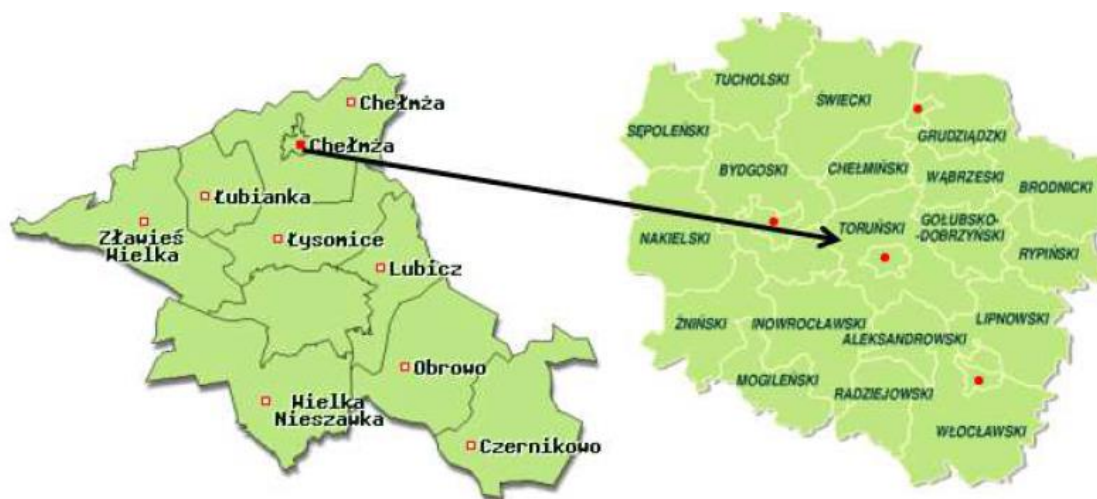 Chełmża
Chełmża
Łubianka
Zławieś
Wielka
Łysomice
Lubicz
Obrowo
Wielka
Nieszawka
Czernikowo
TUCHOLSKI
ŚWIECKI
SĘPOLEŃSKI
GRUDZIĄDZKI
BYDGOSKI
CHEŁMIŃSKI
WĄBRZESKI
BRODNICKI
NAKIELSKI
TORUŃSKI
GOŁUBSKO-
-DOBRZYŃSKI
RYPIŃSKI
ŻNIŃSKI
INOWROCŁAWSKI
LIPNOWSKI
ALEKSANDROWSKI
MOGILEŃSKI
RADZIEJOWSKI
WŁOCŁAWSKI